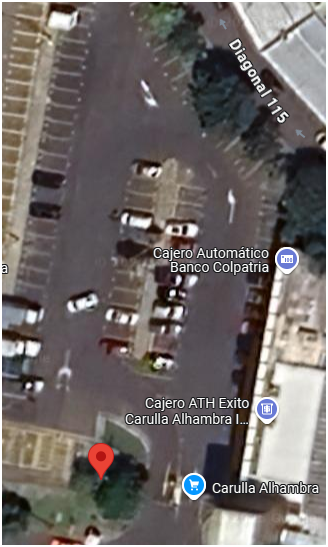 Diagonal 115
a
Cajero Automático
Banco Colpatria
Cajero ATH Exito
Carulla Alhambra I...
Carulla Alhambra